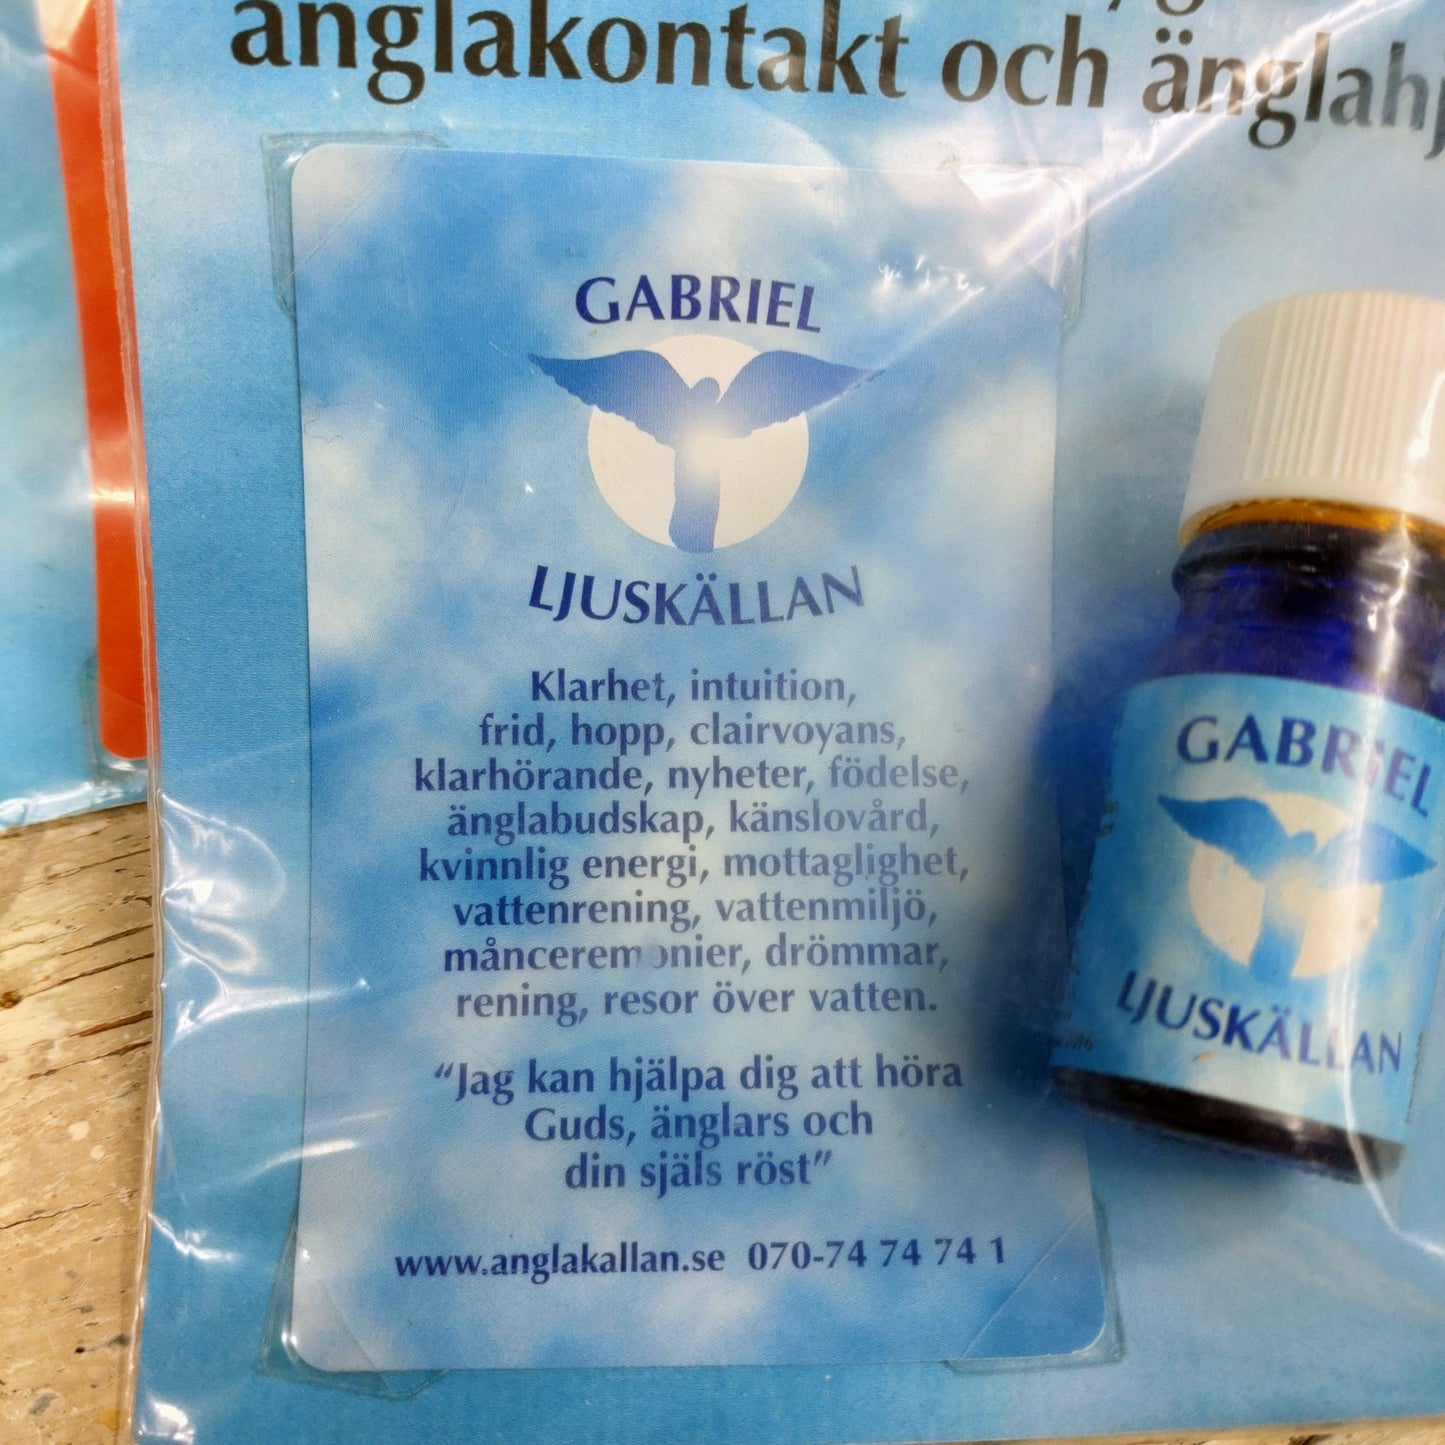 änglakontakt och
GABRIEL
LJUSKÄLLAN
Klarhet, intuition,
frid, hopp, clairvoyans,
klarhörande, nyheter, födelse,
änglabudskap, känslovård,
kvinnlig energi, mottaglighet,
vattenrening, vattenmiljö,
månceremonier, drömmar,
rening, resor över vatten.
“Jag kan hjälpa dig att höra
Guds, änglars och
din själs röst”
www.anglakallan.se 070-74 74 74 1
GABRIEL
LJUSKÄLLAN